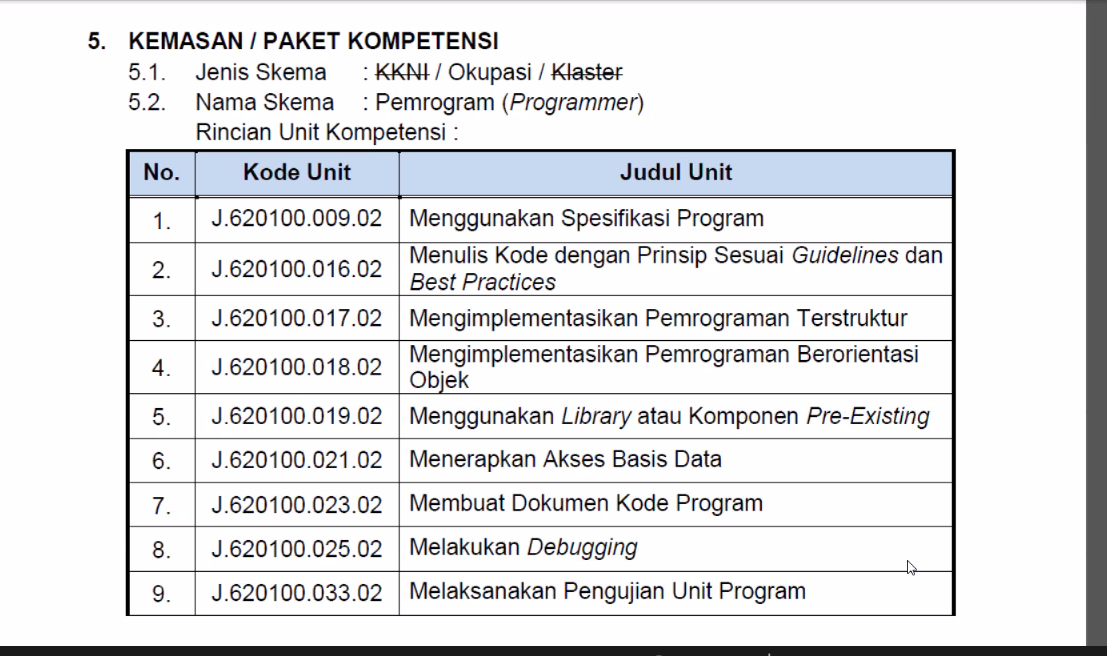 5. KEMASAN / PAKET KOMPETENSI
5.1. Jenis Skema : KKNI / Okupasi / Klaster
5.2. Nama Skema : Pemrogram (Programmer)
Rincian Unit Kompetensi :
No. Kode Unit Judul Unit
1. J.620100.009.02 Menggunakan Spesifikasi Program
2. J.620100.016.02 Menulis Kode dengan Prinsip Sesuai Guidelines dan
Best Practices
3. J.620100.017.02 Mengimplementasikan Pemrograman Terstruktur
4. J.620100.018.02 Mengimplementasikan Pemrograman Berorientasi
Objek
5. J.620100.019.02 Menggunakan Library atau Komponen Pre-Existing
6. J.620100.021.02 Menerapkan Akses Basis Data
7. J.620100.023.02 Membuat Dokumen Kode Program
8. J.620100.025.02 Melakukan Debugging
9. J.620100.033.02 Melaksanakan Pengujian Unit Program